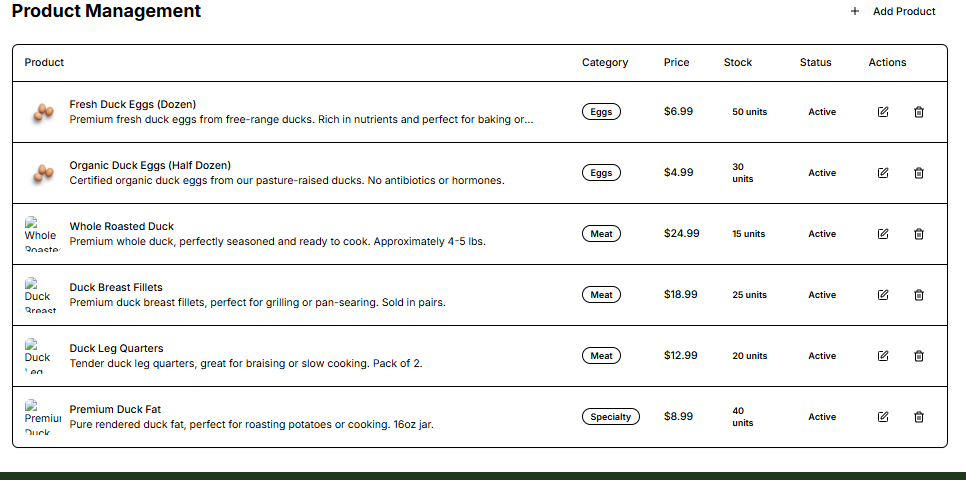 Product Management
+ Add Product
Product Category Price Stock Status Actions
Fresh Duck Eggs (Dozen)
Premium fresh duck eggs from free-range ducks. Rich in nutrients and perfect for baking or...
Eggs $6.99 50 units Active
Organic Duck Eggs (Half Dozen)
Certified organic duck eggs from our pasture-raised ducks. No antibiotics or hormones.
Eggs $4.99 30
units
Active
Whole
Roaste
Whole Roasted Duck
Premium whole duck, perfectly seasoned and ready to cook. Approximately 4-5 lbs.
Meat $24.99 15 units Active
Duck
Breast
Duck Breast Fillets
Premium duck breast fillets, perfect for grilling or pan-searing. Sold in pairs.
Meat $18.99 25 units Active
Duck
Leg
Duck Leg Quarters
Tender duck leg quarters, great for braising or slow cooking. Pack of 2.
Meat $12.99 20 units Active
Premiu
Duck
Premium Duck Fat
Pure rendered duck fat, perfect for roasting potatoes or cooking. 16oz jar.
Specialty $8.99 40
units
Active